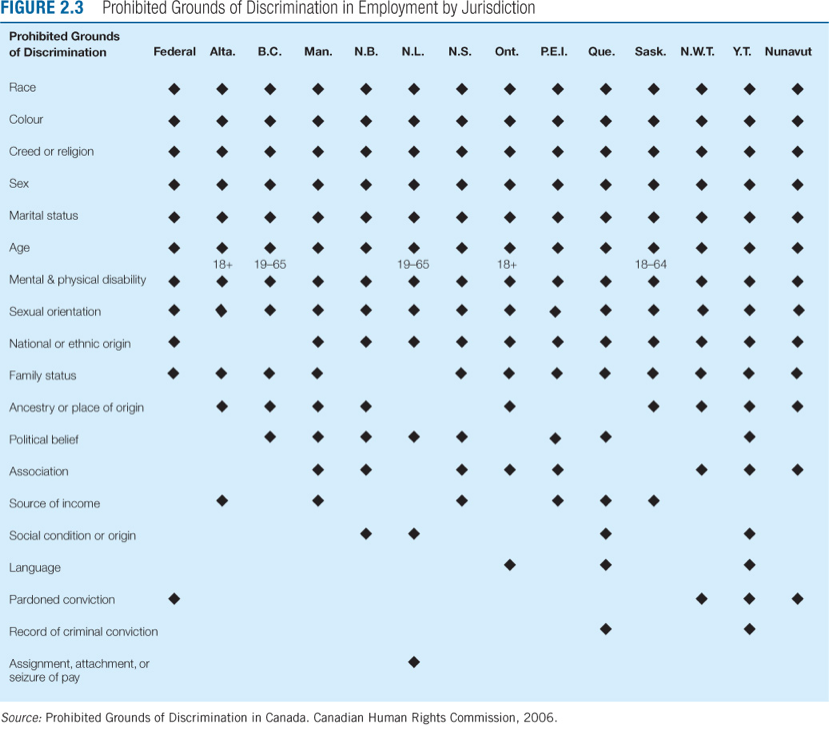 FIGURE 2.3 Prohibited Grounds of Discrimination in Employment by Jurisdiction
Prohibited Grounds
of Discrimination Federal Alta. B.C. Man. N.B. N.L. N.S. Ont. P.E.I. Que. Sask. N.W.T. Y.T. Nunavut
Race ◆ ◆ ◆ ◆ ◆ ◆ ◆ ◆ ◆ ◆ ◆ ◆ ◆ ◆
Colour ◆ ◆ ◆ ◆ ◆ ◆ ◆ ◆ ◆ ◆ ◆ ◆ ◆ ◆
Creed or religion ◆ ◆ ◆ ◆ ◆ ◆ ◆ ◆ ◆ ◆ ◆ ◆ ◆ ◆
Sex ◆ ◆ ◆ ◆ ◆ ◆ ◆ ◆ ◆ ◆ ◆ ◆ ◆ ◆
Marital status ◆ ◆ ◆ ◆ ◆ ◆ ◆ ◆ ◆ ◆ ◆ ◆ ◆ ◆
Age ◆ ◆ ◆ ◆ ◆ ◆ ◆ ◆ ◆ ◆ ◆ ◆ ◆ ◆
18+ 19–65 19–65 18+ 18–64
Mental & physical disability ◆ ◆ ◆ ◆ ◆ ◆ ◆ ◆ ◆ ◆ ◆ ◆ ◆ ◆
Sexual orientation ◆ ◆ ◆ ◆ ◆ ◆ ◆ ◆ ◆ ◆ ◆ ◆ ◆ ◆
National or ethnic origin ◆ ◆ ◆ ◆ ◆ ◆ ◆ ◆ ◆ ◆ ◆ ◆
Family status ◆ ◆ ◆ ◆ ◆ ◆ ◆ ◆ ◆ ◆ ◆ ◆
Ancestry or place of origin ◆ ◆ ◆ ◆ ◆ ◆ ◆ ◆ ◆
Political belief ◆ ◆ ◆ ◆ ◆ ◆ ◆ ◆
Association ◆ ◆ ◆ ◆ ◆ ◆ ◆ ◆
Source of income ◆ ◆ ◆ ◆ ◆ ◆
Social condition or origin ◆ ◆ ◆ ◆
Language ◆ ◆ ◆
Pardoned conviction ◆ ◆ ◆ ◆
Record of criminal conviction ◆ ◆
Assignment, attachment, or ◆
seizure of pay
Source: Prohibited Grounds of Discrimination in Canada. Canadian Human Rights Commission, 2006.